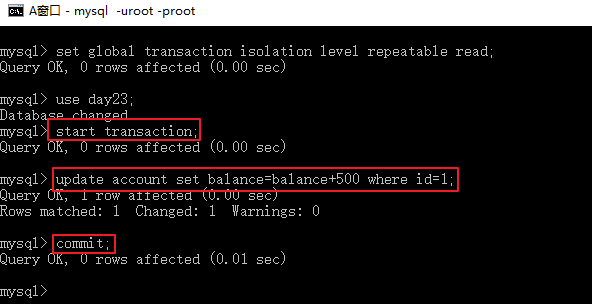 A窗口 - mysql  -uroot -proot
mysql> set global transaction isolation level repeatable read;
Query OK, 0 rows affected (0.00 sec)
mysql> use day23;
Database changed
mysql> start transaction;
Query OK, 0 rows affected (0.00 sec)
mysql> update account set balance=balance+500 where id=1;
Query OK, 1 row affected (0.00 sec)
Rows matched: 1  Changed: 1  Warnings: 0
mysql> commit;
Query OK, 0 rows affected (0.01 sec)
mysql>